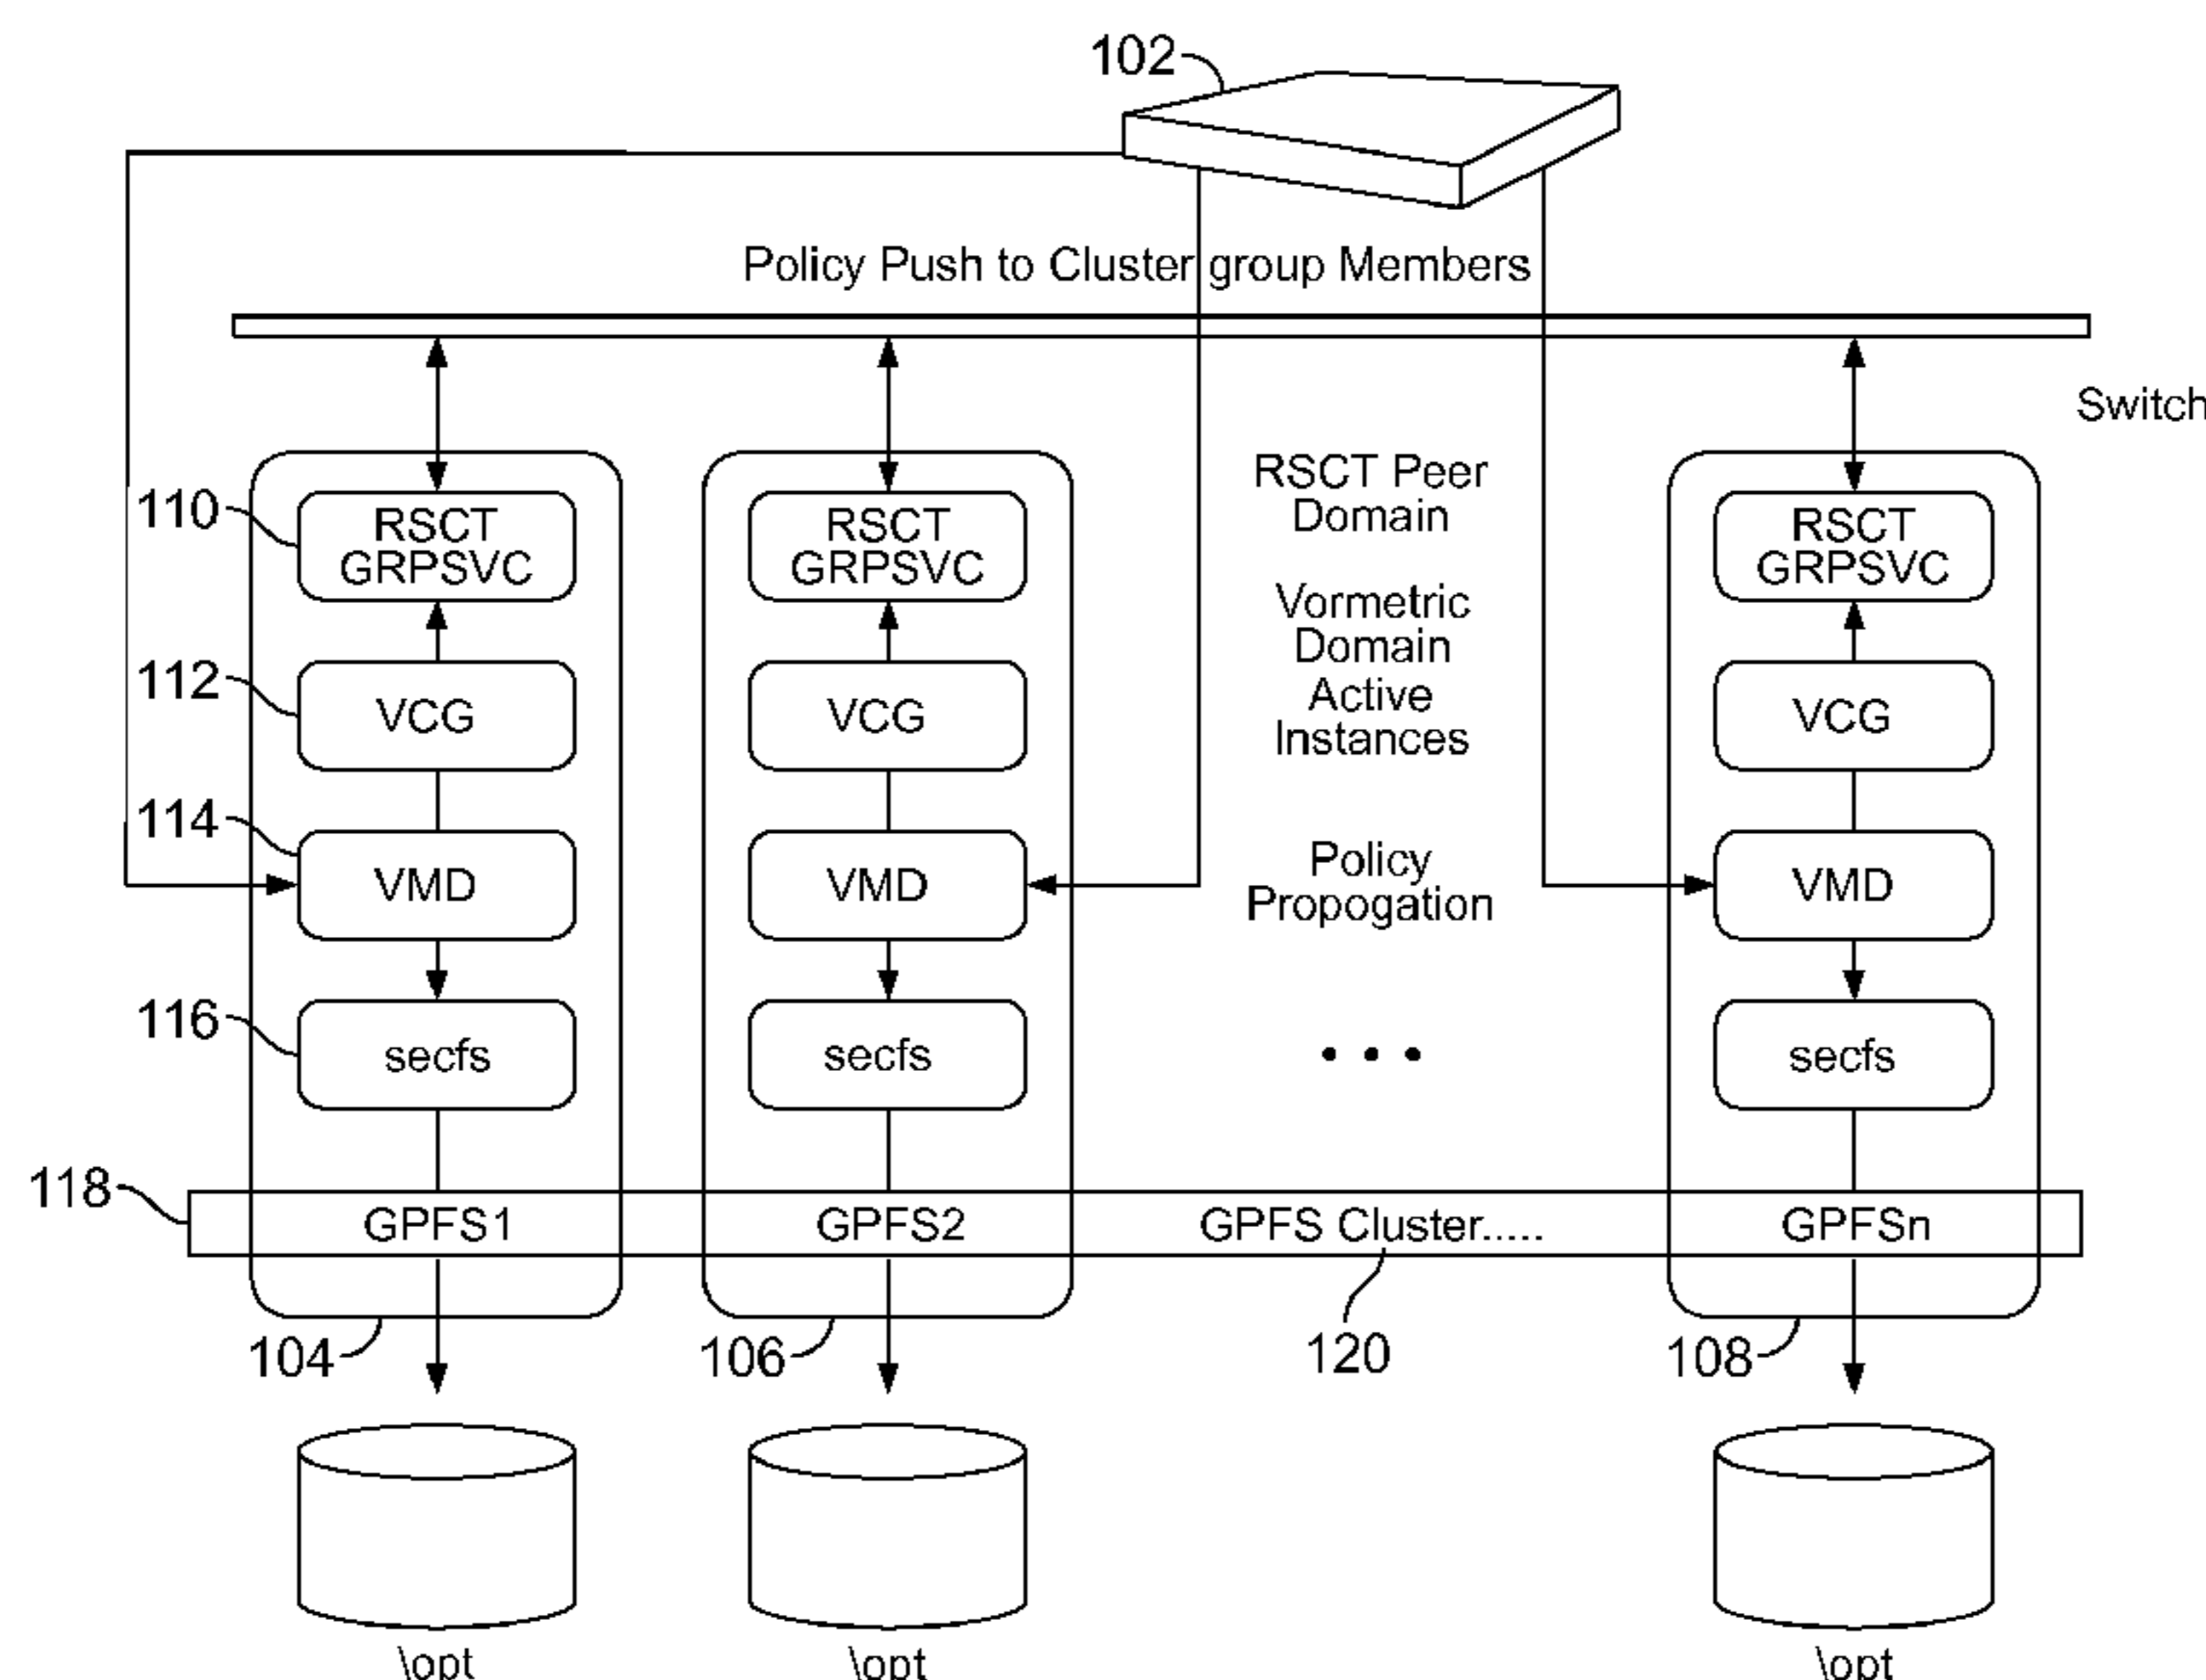 102
Policy Push to Cluster group Members
Switch
RSCT Peer
Domain
Vormetric
Domain
Active
Instances
Policy
Propogation
• • •
110
RSCT
GRPSVC
112
VCG
114
VMD
116
secfs
RSCT
GRPSVC
VCG
VMD
secfs
RSCT
GRPSVC
VCG
VMD
secfs
118
GPFS1
GPFS2
GPFS Cluster.....
GPFSn
104
106
120
108
\opt
\opt
\opt